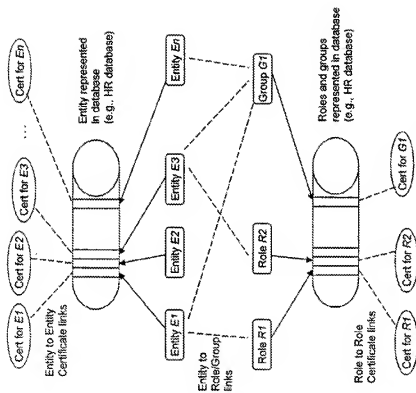 Cert for E1
Cert for E2
Cert for E3
...
Cert for En
Entity to Entity
Certificate links
Entity represented
in database
(e.g., HR database)
Entity E1
Entity E2
Entity E3
Entity En
Entity to
Role/Group
links
Role R1
Role R2
Group G1
Roles and groups
represented in database
(e.g., HR database)
Role to Role
Certificate links
Cert for R1
Cert for R2
Cert for G1